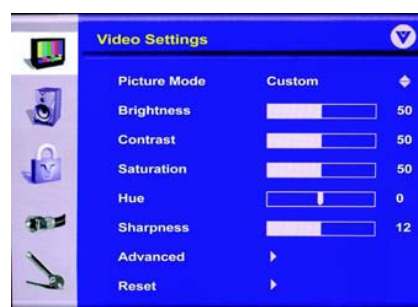 Video Settings
Picture Mode Custom
Brightness 50
Contrast 50
Saturation 50
Hue 0
Sharpness 12
Advanced
Reset